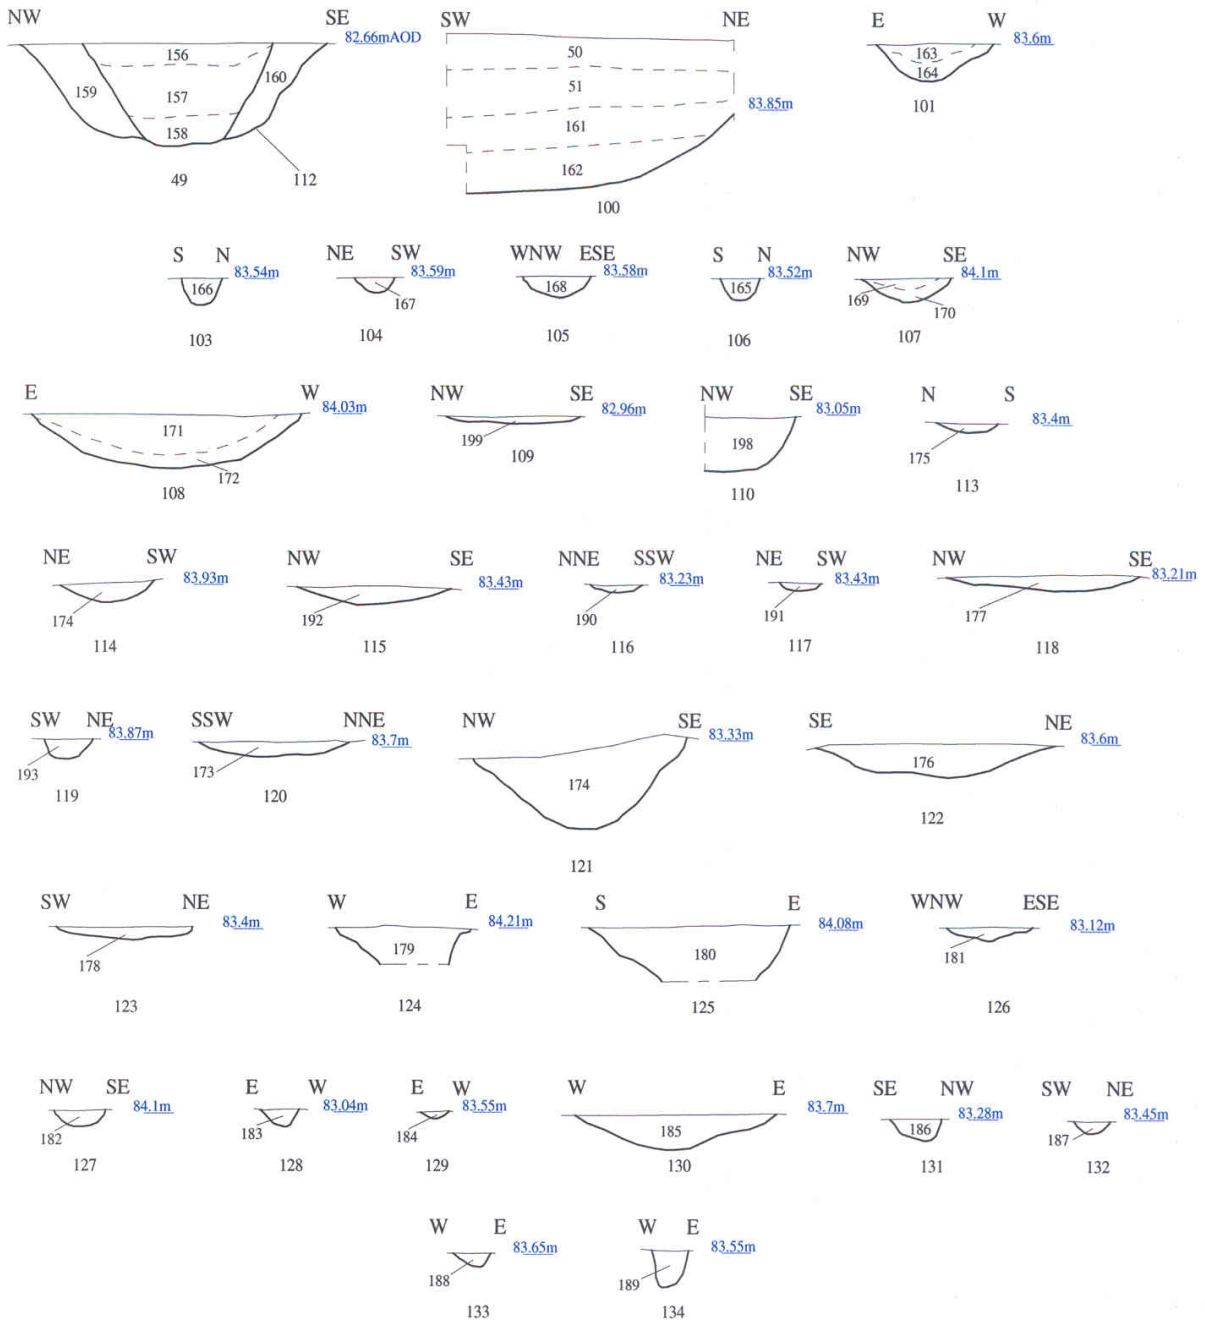 NW SE 82.66mAOD SW NE E W 83.6m
156 50 163
159 160 51 164
157 83.85m 101
158 161
49 112 162 100
S N 83.54m NE SW 83.59m WNW ESE 83.58m S N 83.52m NW SE 84.1m
166 167 168 165 169 170
103 104 105 106 107
E W 84.03m NW SE 82.96m NW SE 83.05m N S 83.4m
171 199 198 175
172
108 109 110 113
NE SW 83.93m NW SE 83.43m NNE SSW 83.23m NE SW 83.43m NW SE 83.21m
174 192 190 191 177
114 115 116 117 118
SW NE 83.87m SSW NNE 83.7m NW SE 83.33m SE NE 83.6m
193 173 174 176
119 120 121 122
SW NE 83.4m W E 84.21m S E 84.08m WNW ESE 83.12m
178 179 180 181
123 124 125 126
NW SE 84.1m E W 83.04m E W 83.55m W E 83.7m SE NW 83.28m SW NE 83.45m
182 183 184 185 186 187
127 128 129 130 131 132
W E 83.65m W E 83.55m
188 189
133 134